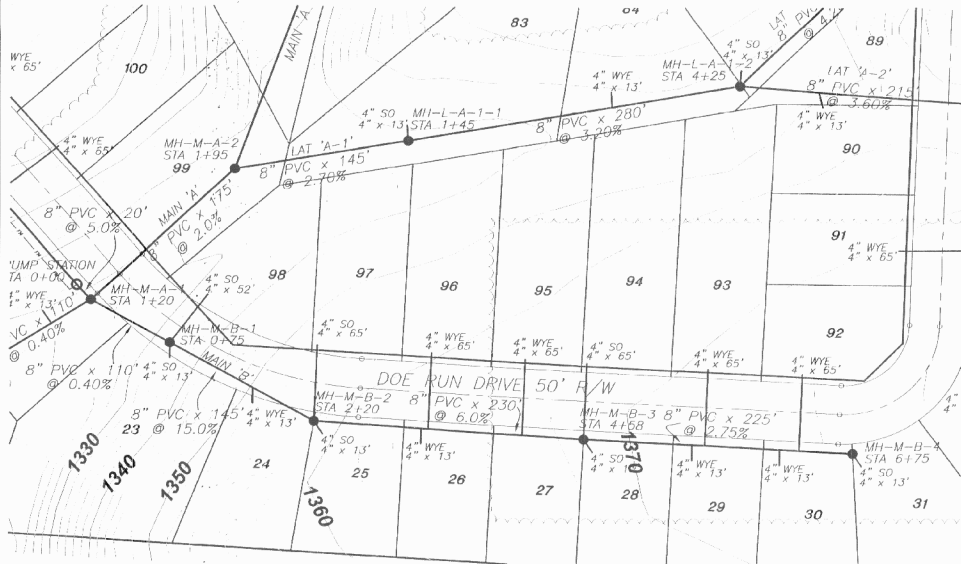 83
84
89
WYE
x 65'
100
MAIN 'A'
LAT
8" PVC
@ 4.
4" SO
x 13'
MH-L-A-1-2
STA 4+25
4" WYE
4" x 13'
LAT 'A-2'
8" PVC x 215'
@ 3.60%
4" WYE
4" x 13'
4" SO
4" x 13'
MH-L-A-1-1
STA 1+45
8" PVC x 280'
@ 3.20%
4" WYE
4" x 65'
MH-M-A-2
STA 1+95
99
LAT 'A-1'
8" PVC x 145'
@ 2.70%
90
MAIN 'A'
8" PVC x 175'
@ 2.0%
8" PVC x 20'
@ 5.0%
91
4" WYE
4" x 65'
PUMP STATION
STA 0+00
MH-M-A-1
STA 1+20
4" WYE
4" x 13'
4" SO
4" x 52'
98
97
96
95
94
93
92
VC x 110'
@ 0.40%
MH-M-B-1
STA 0+75
4" SO
4" x 65'
4" WYE
4" x 65'
4" WYE
4" x 65'
4" SO
4" x 65'
4" WYE
4" x 65'
4" WYE
4" x 65'
8" PVC x 110'
@ 0.40%
4" SO
4" x 13'
MAIN 'B'
DOE RUN DRIVE 50' R/W
MH-M-B-2
STA 2+20
8" PVC x 230'
@ 6.0%
MH-M-B-3
STA 4+58
8" PVC x 225'
@ 2.75%
8" PVC x 145'
@ 15.0%
4" WYE
4" x 13'
4" SO
4" x 13'
4" WYE
4" x 13'
4" SO
4" x 1
4" WYE
4" x 13'
4" WYE
4" x 13'
MH-M-B-4
STA 6+75
4" SO
4" x 13'
4"
4"
23
24
25
26
27
28
29
30
31
1330
1340
1350
1360
1370